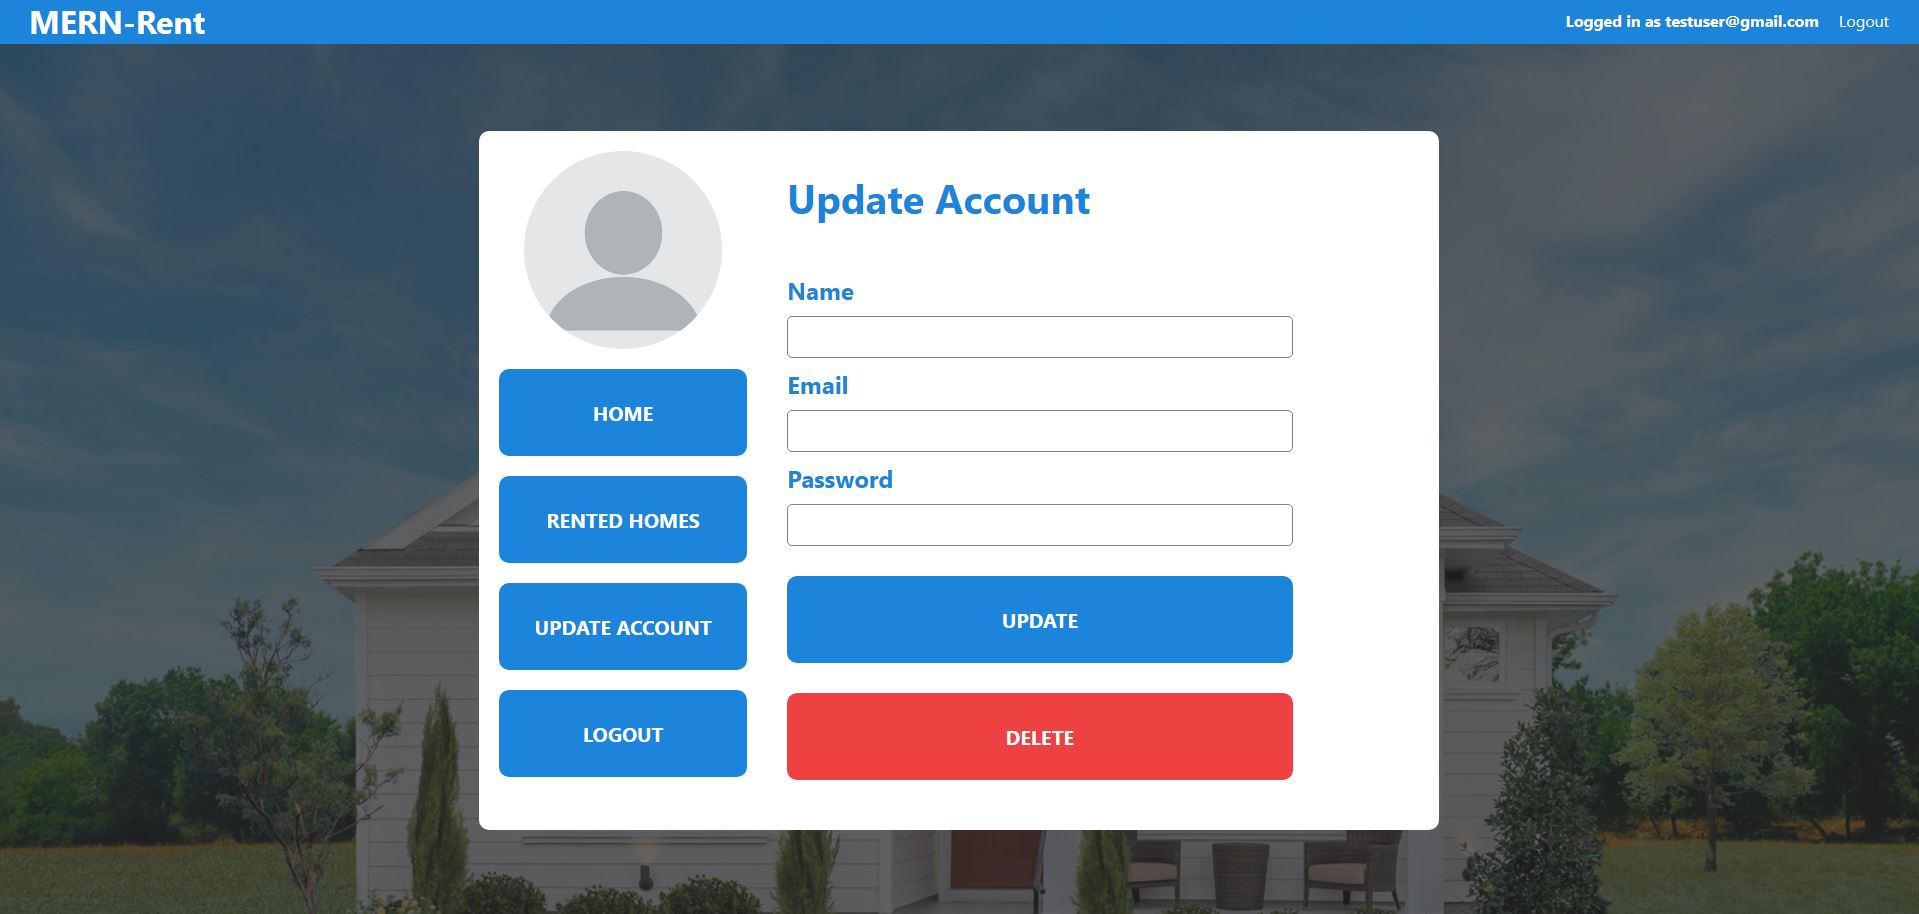 MERN-Rent
Logged in as testuser@gmail.com
Logout
HOME
RENTED HOMES
UPDATE ACCOUNT
LOGOUT
Update Account
Name
Email
Password
UPDATE
DELETE